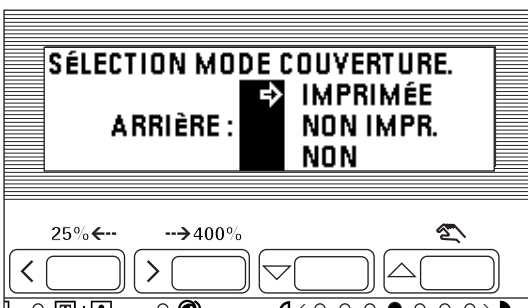 SÉLECTION MODE COUVERTURE.
IMPRIMÉE
ARRIÈRE : NON IMPR.
NON
25% 400%